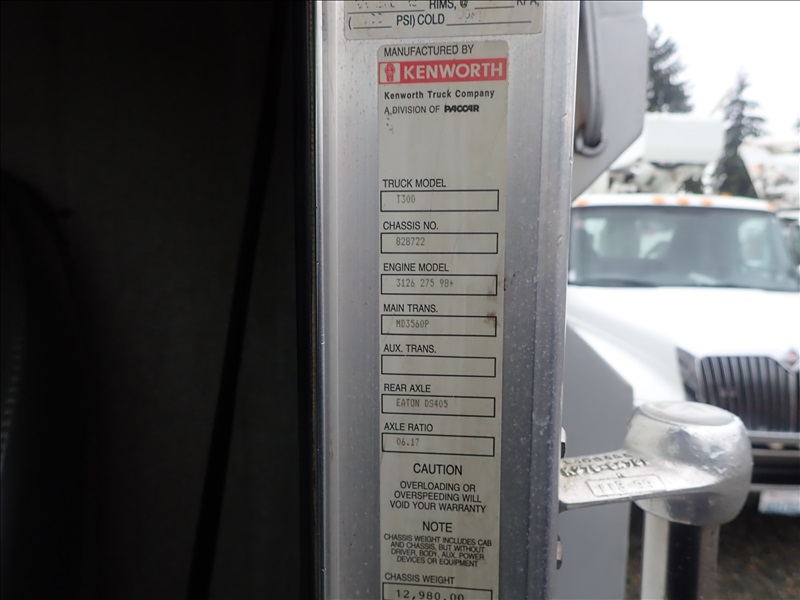 RIMS, @ KPA,
( PSI) COLD
MANUFACTURED BY
KENWORTH
Kenworth Truck Company
A DIVISION OF PACCAR
TRUCK MODEL
T300
CHASSIS NO.
828722
ENGINE MODEL
3126 275 98+
MAIN TRANS.
MD3560P
AUX. TRANS.
REAR AXLE
EATON DS405
AXLE RATIO
06.17
CAUTION
OVERLOADING OR
OVERSPEEDING WILL
VOID YOUR WARRANTY
NOTE
CHASSIS WEIGHT INCLUDES CAB
AND CHASSIS, BUT WITHOUT
DRIVER, BODY, AUX. POWER
DEVICES OR EQUIPMENT
CHASSIS WEIGHT
12,980.00